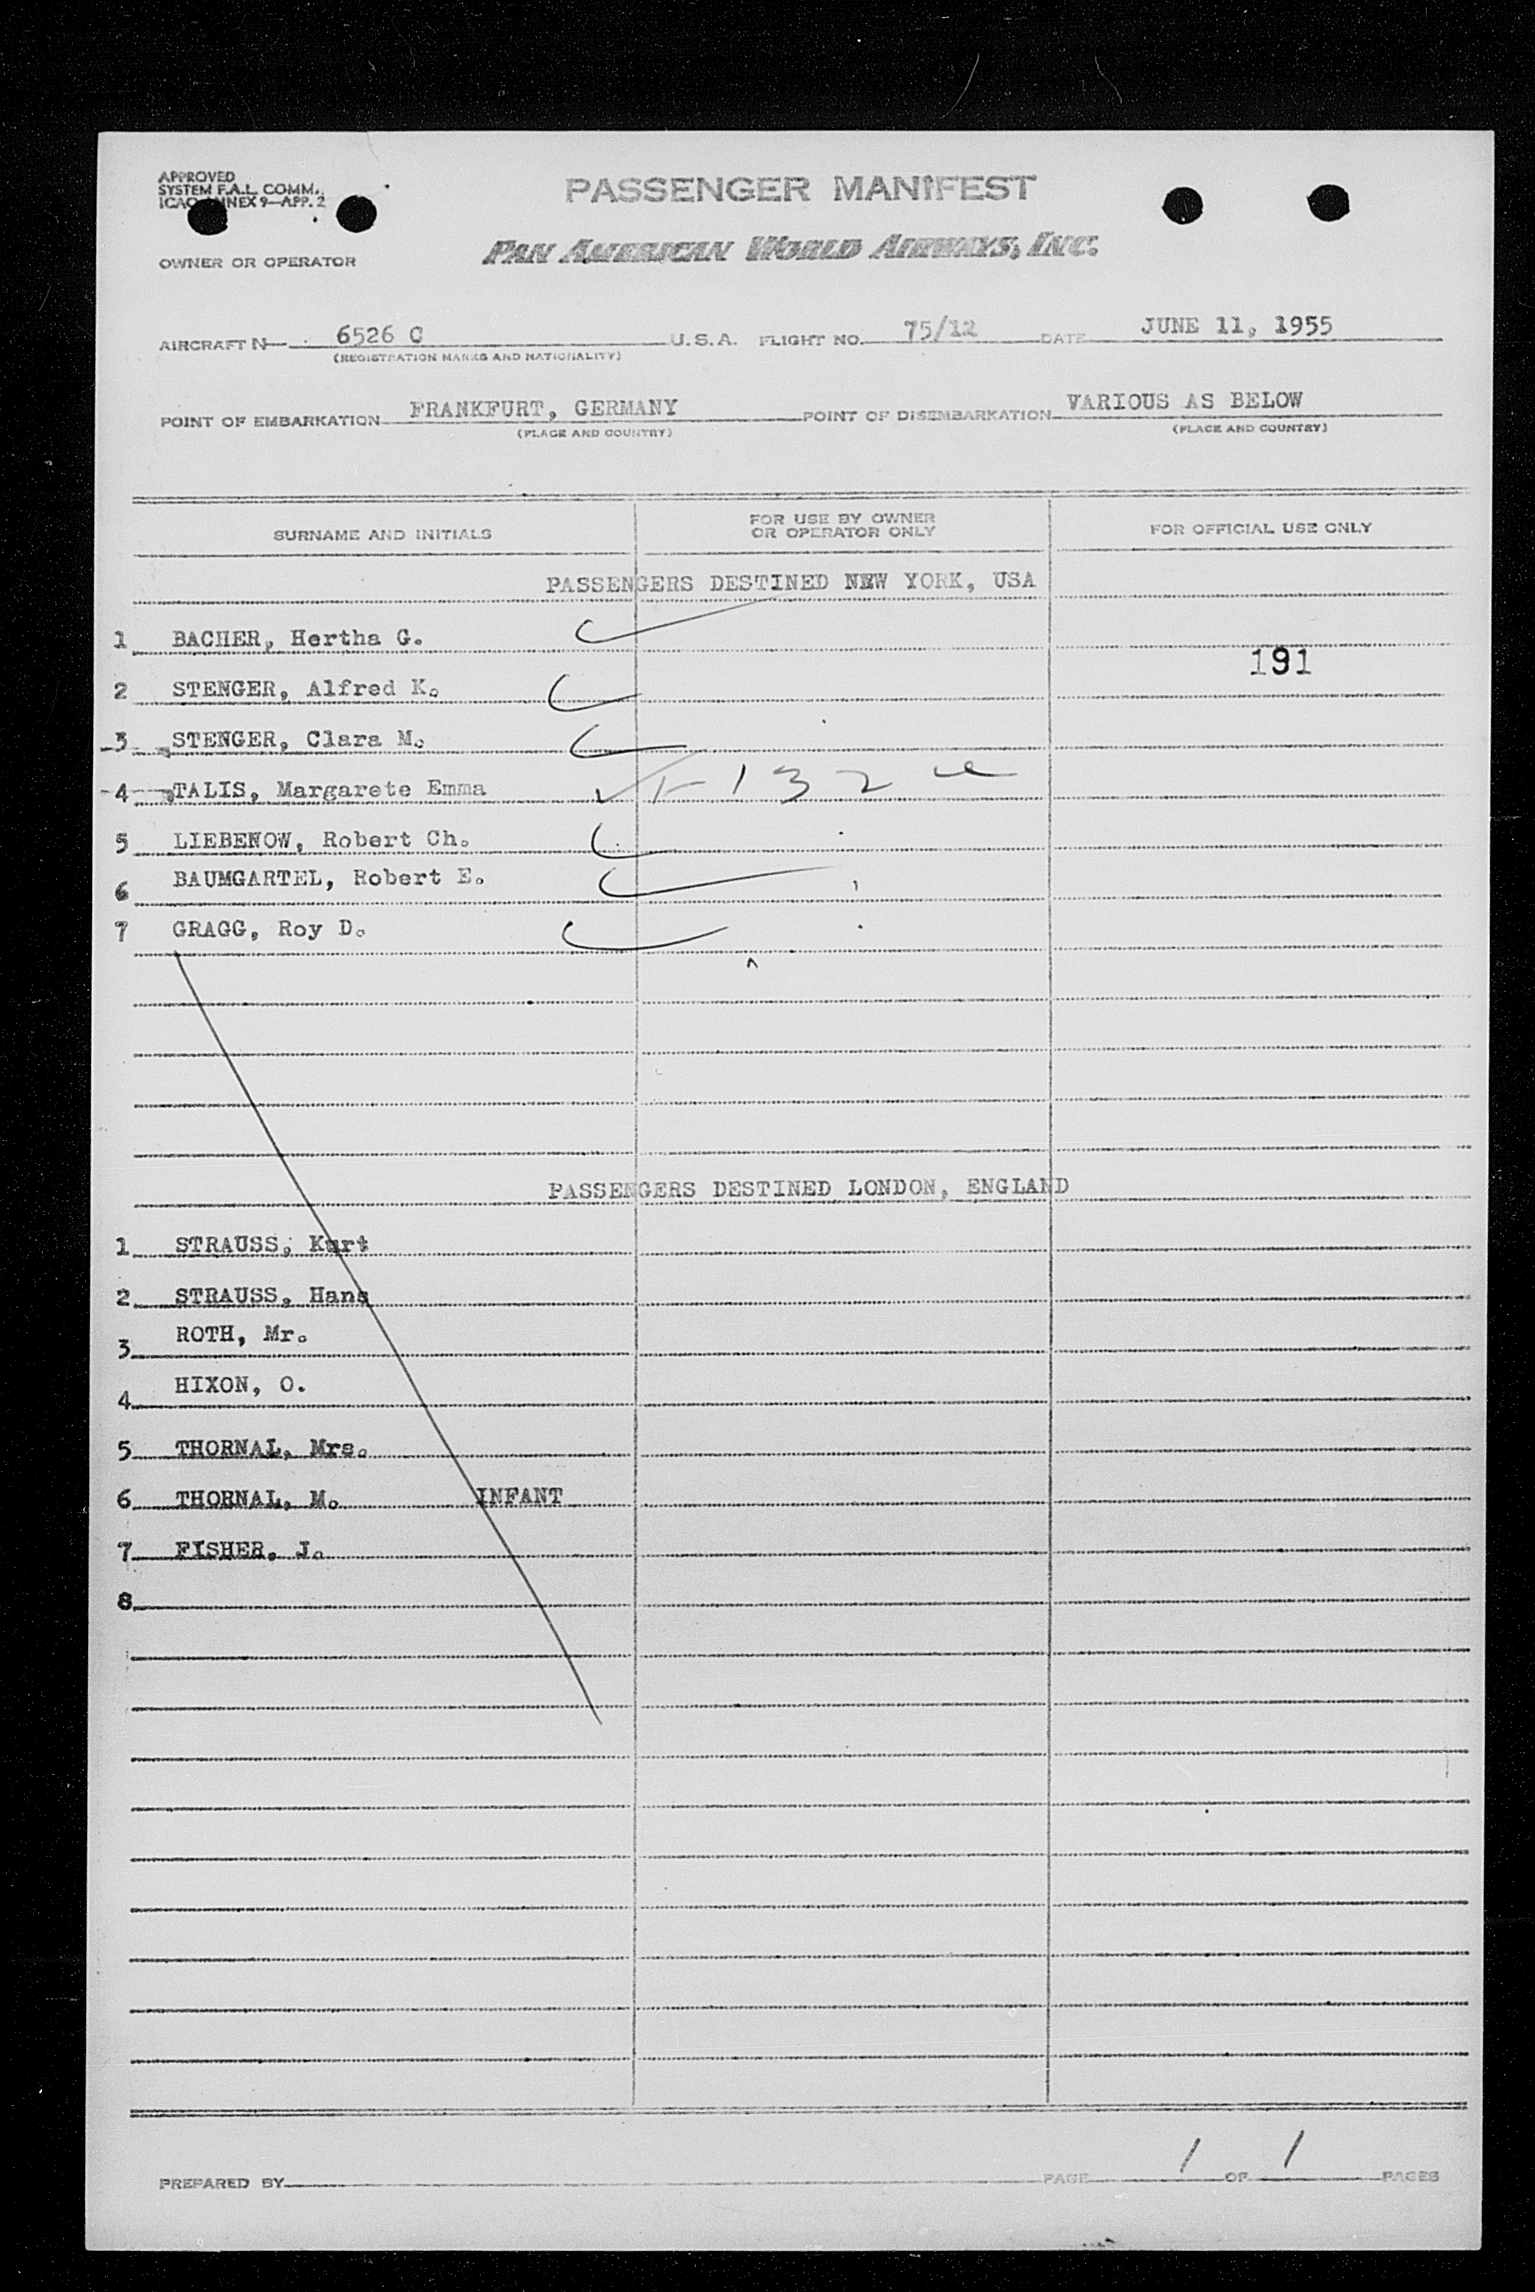 APPROVED
SYSTEM F.A.L. COMM.
ICAO ANNEX 9—APP. 2
PASSENGER MANIFEST
OWNER OR OPERATOR
PAN AMERICAN WORLD AIRWAYS, INC.
AIRCRAFT N 6526 C U.S.A. FLIGHT NO. 75/12 DATE JUNE 11, 1955
(REGISTRATION MARKS AND NATIONALITY)
POINT OF EMBARKATION FRANKFURT, GERMANY POINT OF DISEMBARKATION VARIOUS AS BELOW
(PLACE AND COUNTRY) (PLACE AND COUNTRY)
SURNAME AND INITIALS FOR USE BY OWNER OR OPERATOR ONLY FOR OFFICIAL USE ONLY
PASSENGERS DESTINED NEW YORK, USA
1 BACHER, Hertha G.
191
2 STENGER, Alfred K.
3 STENGER, Clara M.
4 TALIS, Margarete Emma 132
5 LIEBENOW, Robert Ch.
6 BAUMGARTEL, Robert E.
7 GRAGG, Roy D.
PASSENGERS DESTINED LONDON, ENGLAND
1 STRAUSS, Kurt
2 STRAUSS, Hans
3 ROTH, Mr.
4 HIXON, O.
5 THORNAL, Mrs.
6 THORNAL, M. INFANT
7 FISHER, J.
8
PREPARED BY PAGE 1 OF 1 PAGES